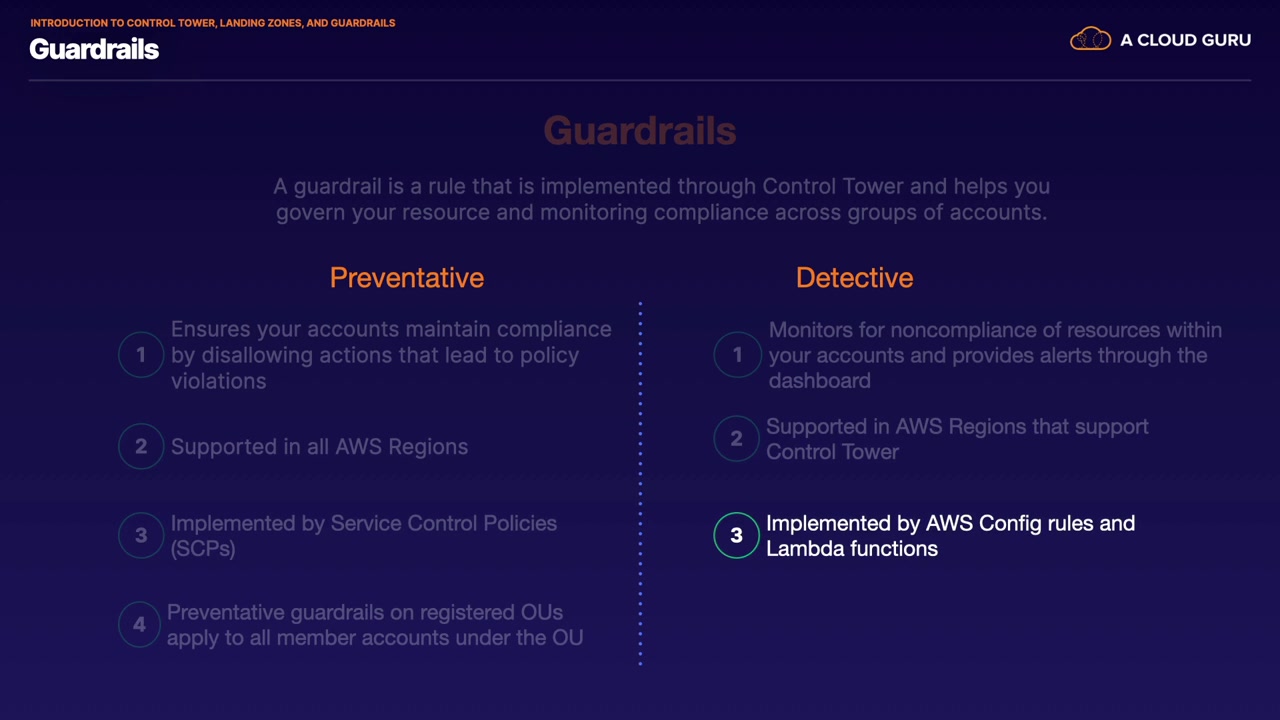 INTRODUCTION TO CONTROL TOWER, LANDING ZONES, AND GUARDRAILS
Guardrails
A CLOUD GURU
Guardrails
A guardrail is a rule that is implemented through Control Tower and helps you
govern your resource and monitoring compliance across groups of accounts.
Preventative
1
Ensures your accounts maintain compliance
by disallowing actions that lead to policy
violations
2
Supported in all AWS Regions
3
Implemented by Service Control Policies
(SCPs)
4
Preventative guardrails on registered OUs
apply to all member accounts under the OU
Detective
1
Monitors for noncompliance of resources within
your accounts and provides alerts through the
dashboard
2
Supported in AWS Regions that support
Control Tower
3
Implemented by AWS Config rules and
Lambda functions